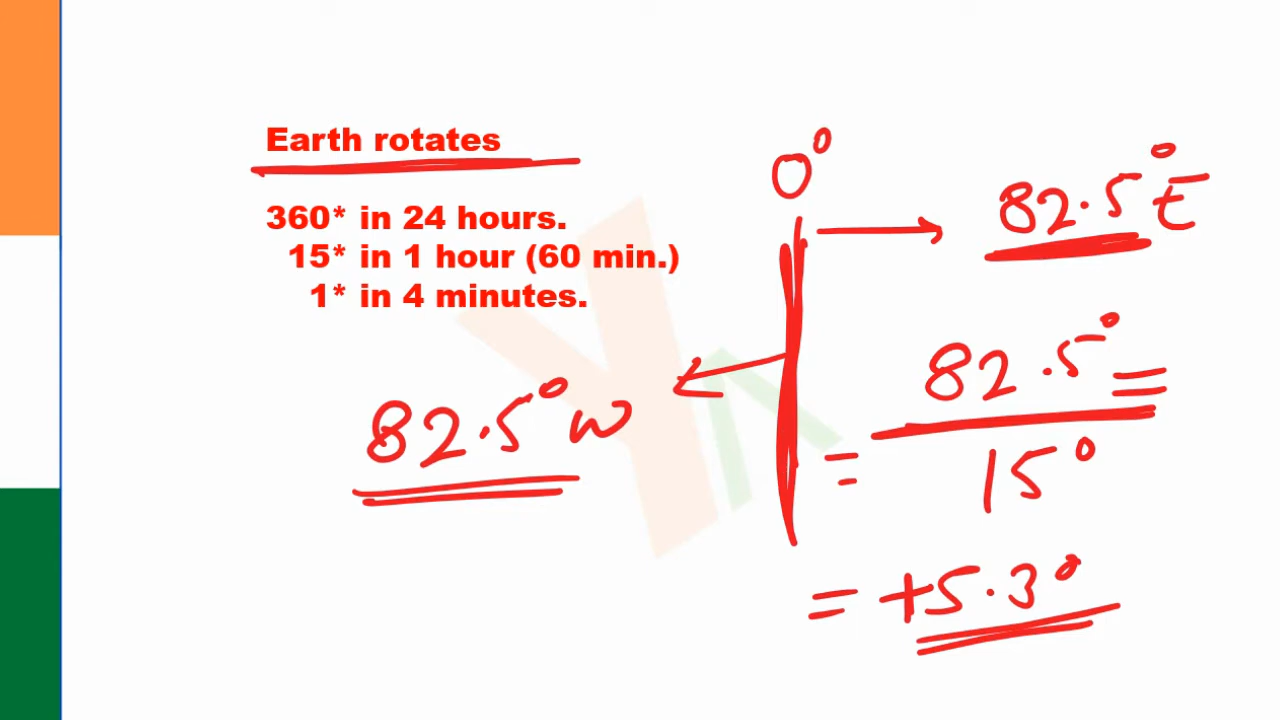 Earth rotates
360* in 24 hours.
15* in 1 hour (60 min.)
1* in 4 minutes.
82.5° W
0°
82.5° E
= 82.5° =
15°
= +5.30